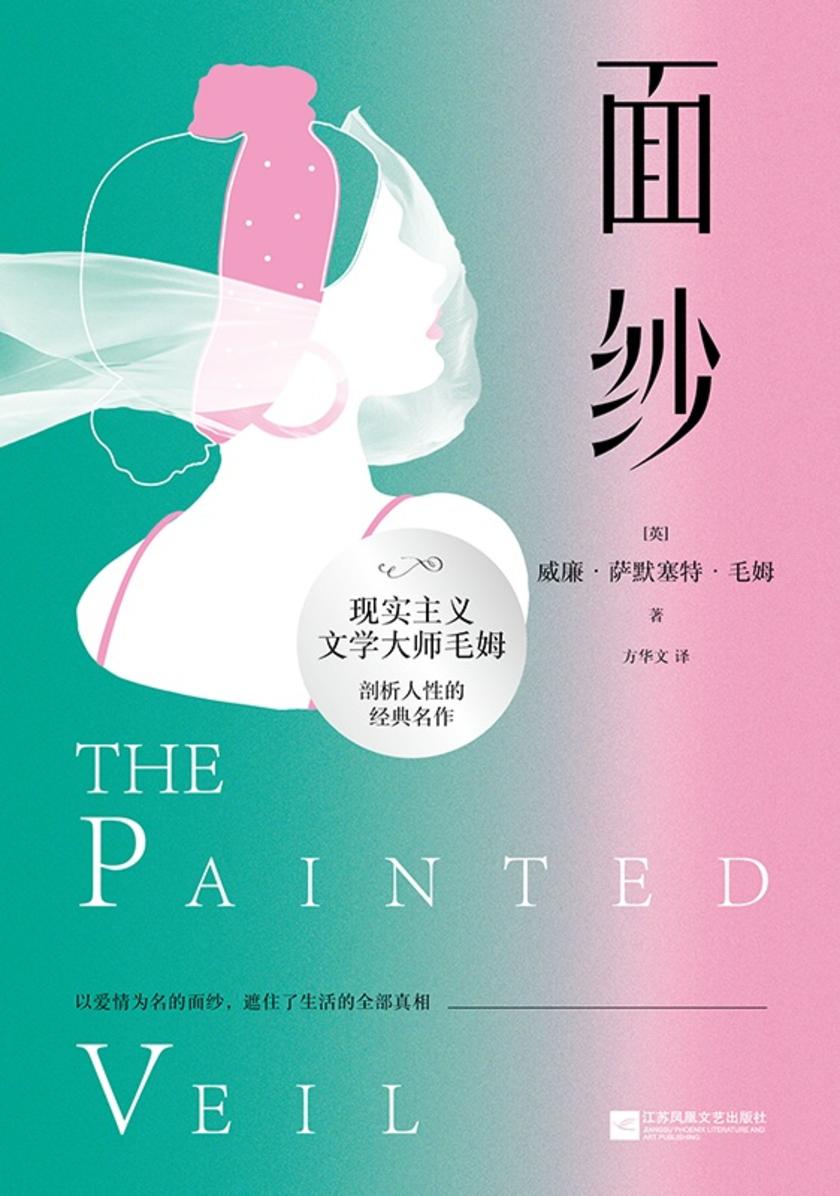 面纱
[英]
威廉·萨默塞特·毛姆
著
方华文 译
现实主义
文学大师毛姆
剖析人性的
经典名作
THE
PAINTED
以爱情为名的面纱，遮住了生活的全部真相
VEIL
江苏凤凰文艺出版社
JIANGSU PHOENIX LITERATURE AND
ART PUBLISHING